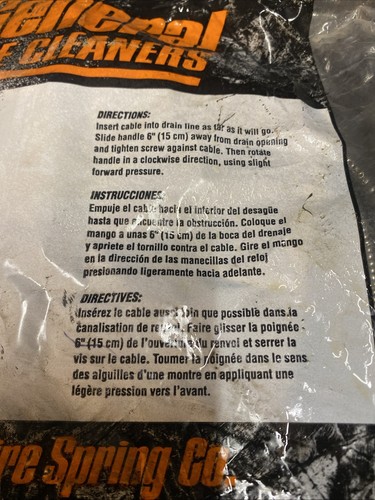 General
CLEANERS
DIRECTIONS:
Insert cable into drain line as far as it will go.
Slide handle 6" (15 cm) away from drain opening
and tighten screw against cable. Then rotate
handle in a clockwise direction, using slight
forward pressure.
INSTRUCCIONES:
Empuje el cable hacia el interior del desagüe
hasta que encuentre la obstrucción. Coloque el
mango a unas 6" (15 cm) de la boca del drenaje
y apriete el tornillo contra el cable. Gire el mango
en la dirección de las manecillas del reloj
presionando ligeramente hacia adelante.
DIRECTIVES:
Insérez le cable aussi loin que possible dans la
canalisation de renvoi. Faire glisser la poignée
6" (15 cm) de l'ouverture du renvoi et serrer la
vis sur le cable. Tourner la poignée dans le sens
des aiguilles d'une montre en appliquant une
légère pression vers l'avant.
re Spring Co.